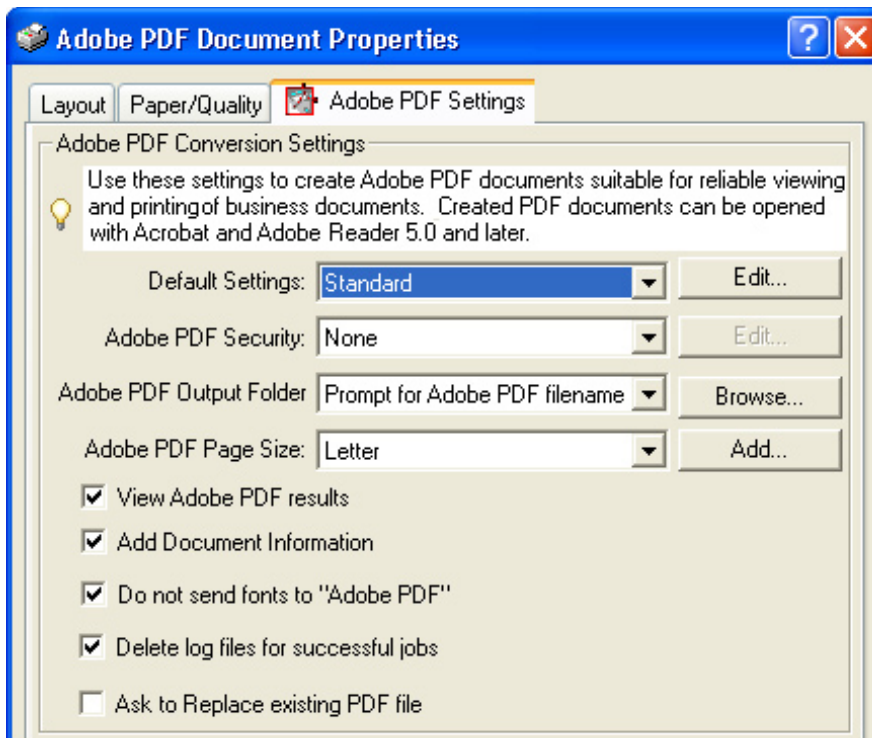 Adobe PDF Document Properties
Layout Paper/Quality Adobe PDF Settings
Adobe PDF Conversion Settings
Use these settings to create Adobe PDF documents suitable for reliable viewing
and printing of business documents. Created PDF documents can be opened
with Acrobat and Adobe Reader 5.0 and later.
Default Settings: Standard Edit...
Adobe PDF Security: None Edit...
Adobe PDF Output Folder Prompt for Adobe PDF filename Browse...
Adobe PDF Page Size: Letter Add...
View Adobe PDF results
Add Document Information
Do not send fonts to "Adobe PDF"
Delete log files for successful jobs
Ask to Replace existing PDF file